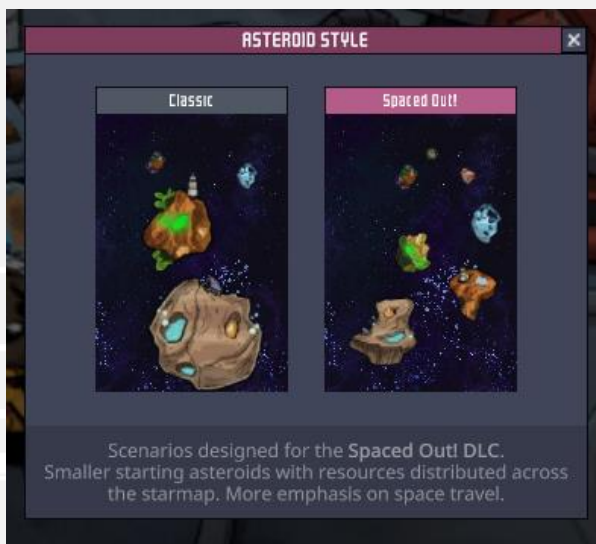 ASTEROID STYLE
Classic
Spaced Out!
Scenarios designed for the Spaced Out! DLC.
Smaller starting asteroids with resources distributed across
the starmap. More emphasis on space travel.